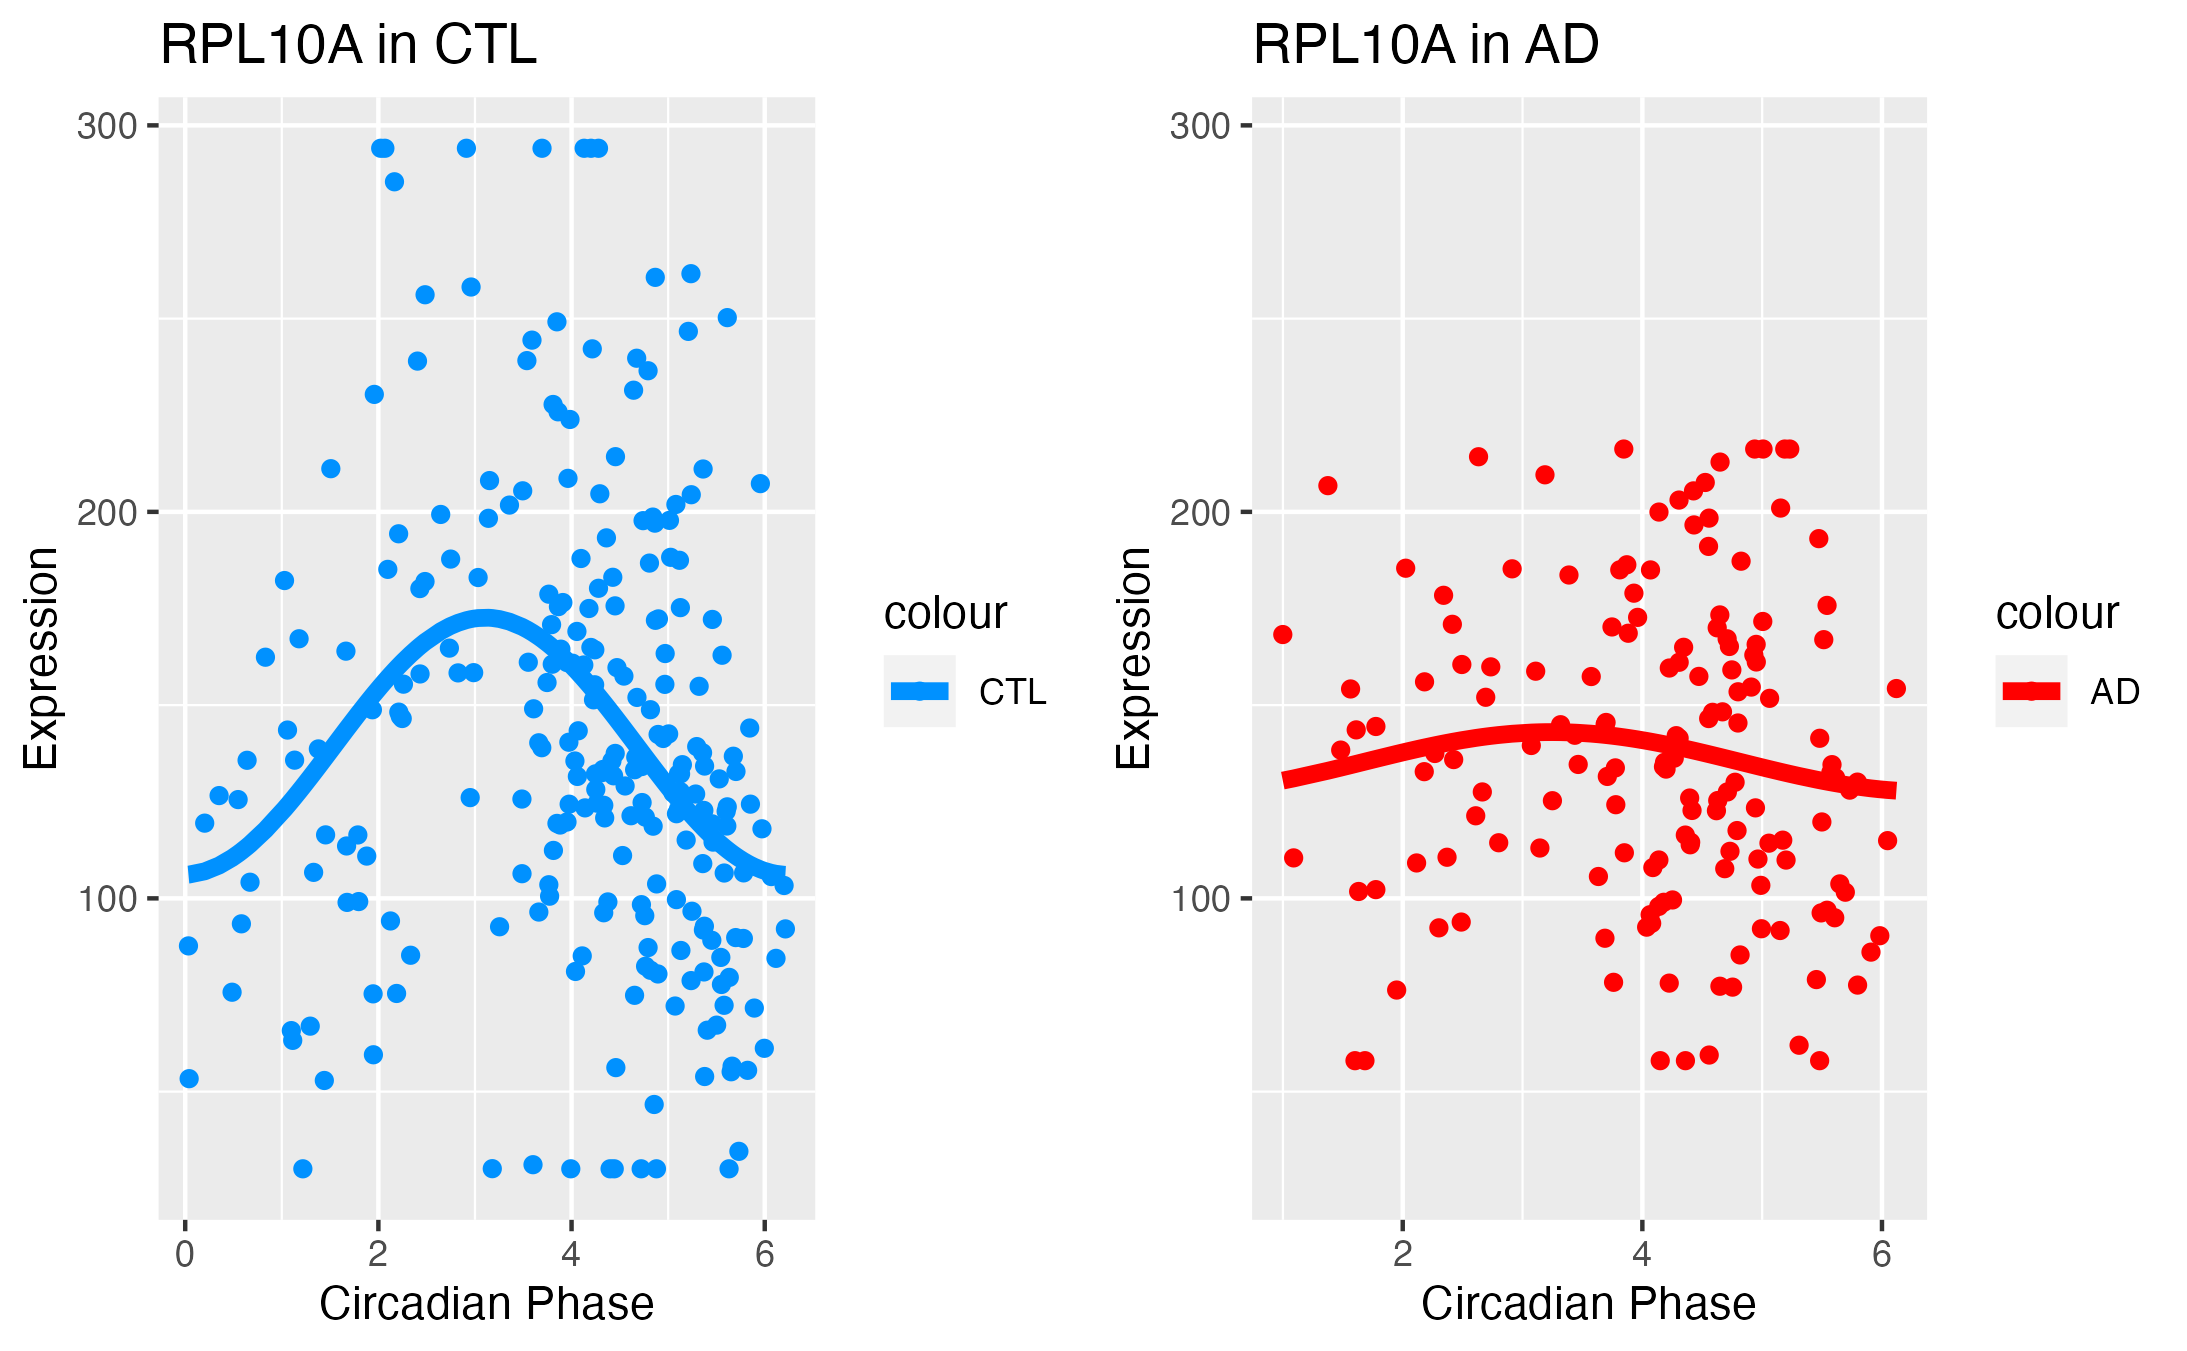 RPL10A in CTL
300
200
100
Expression
0 2 4 6
Circadian Phase
colour
CTL
RPL10A in AD
300
200
100
Expression
2 4 6
Circadian Phase
colour
AD